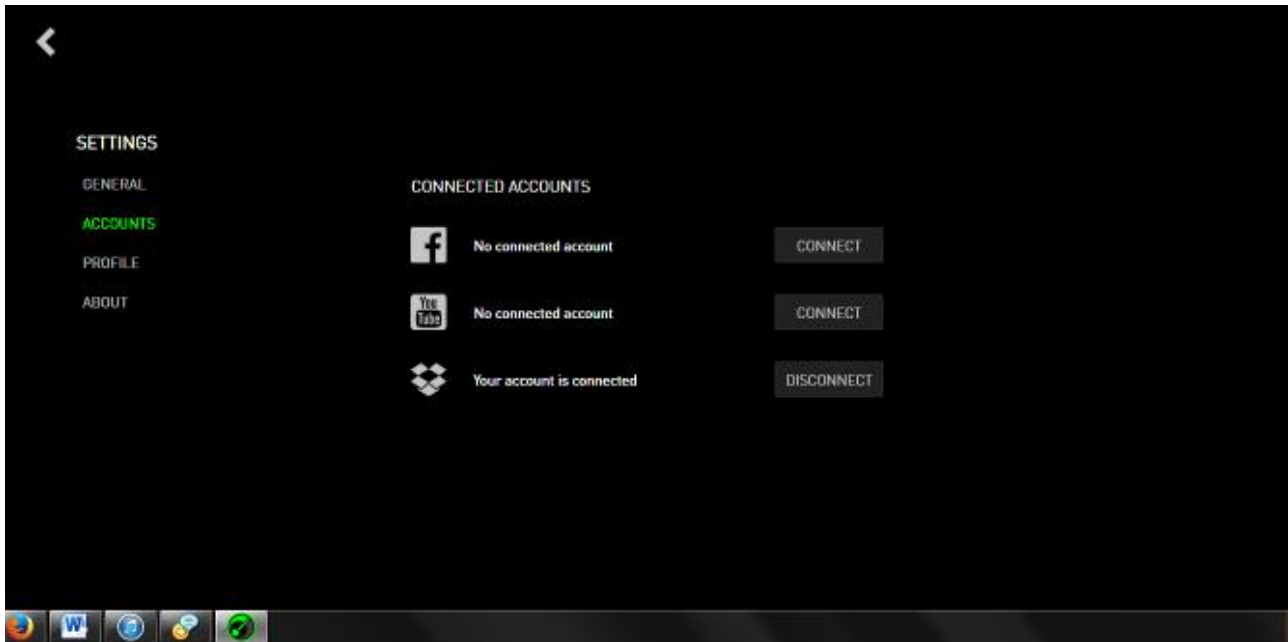 SETTINGS
GENERAL
ACCOUNTS
PROFILE
ABOUT
CONNECTED ACCOUNTS
f
No connected account
CONNECT
You
Tube
No connected account
CONNECT
Your account is connected
DISCONNECT
W